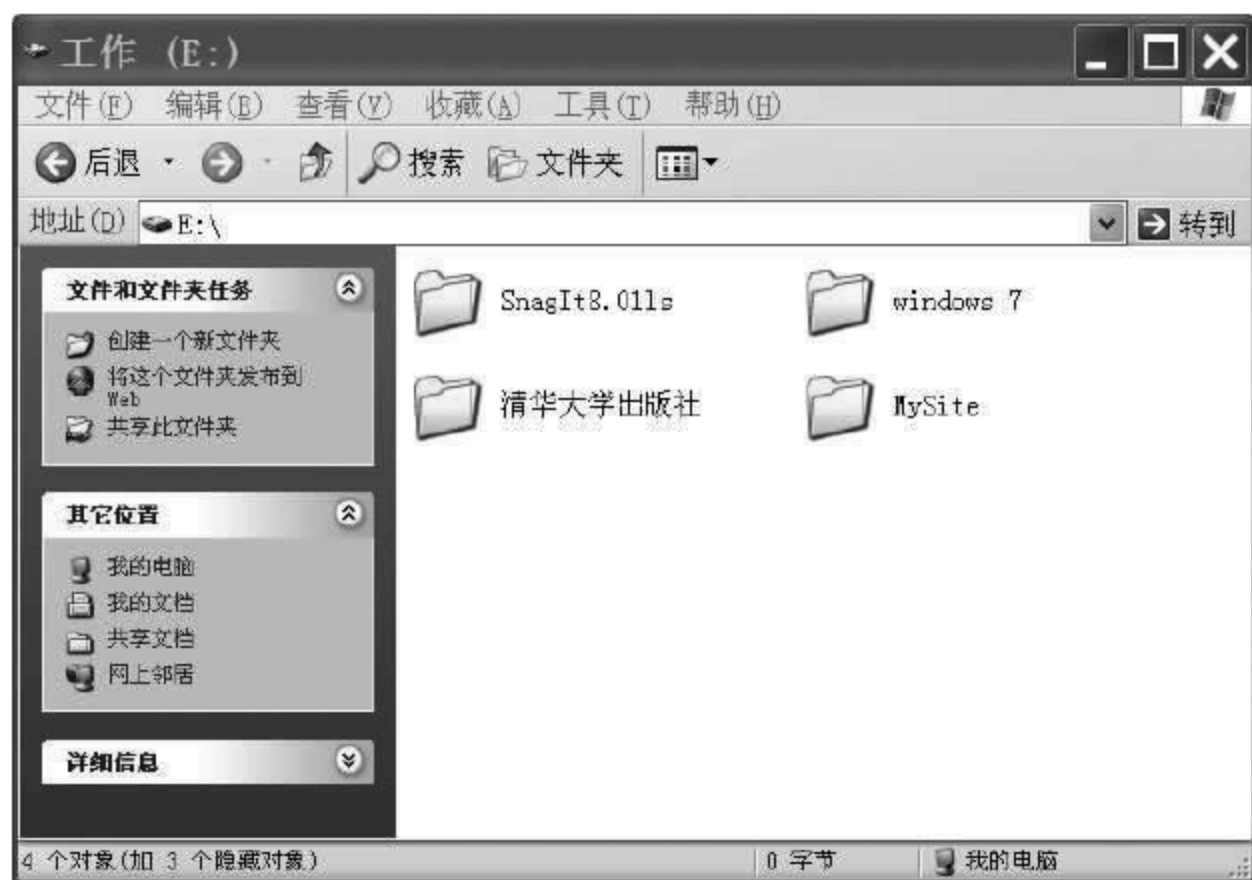 工作 (E:)
文件(F) 编辑(E) 查看(V) 收藏(A) 工具(T) 帮助(H)
后退 搜索 文件夹
地址(D) E:\ 转到
文件和文件夹任务
创建一个新文件夹
将这个文件夹发布到
Web
共享此文件夹
其它位置
我的电脑
我的文档
共享文档
网上邻居
详细信息
SnagIt8.01ls windows 7
清华大学出版社 MySite
4 个对象(加 3 个隐藏对象) 0 字节 我的电脑